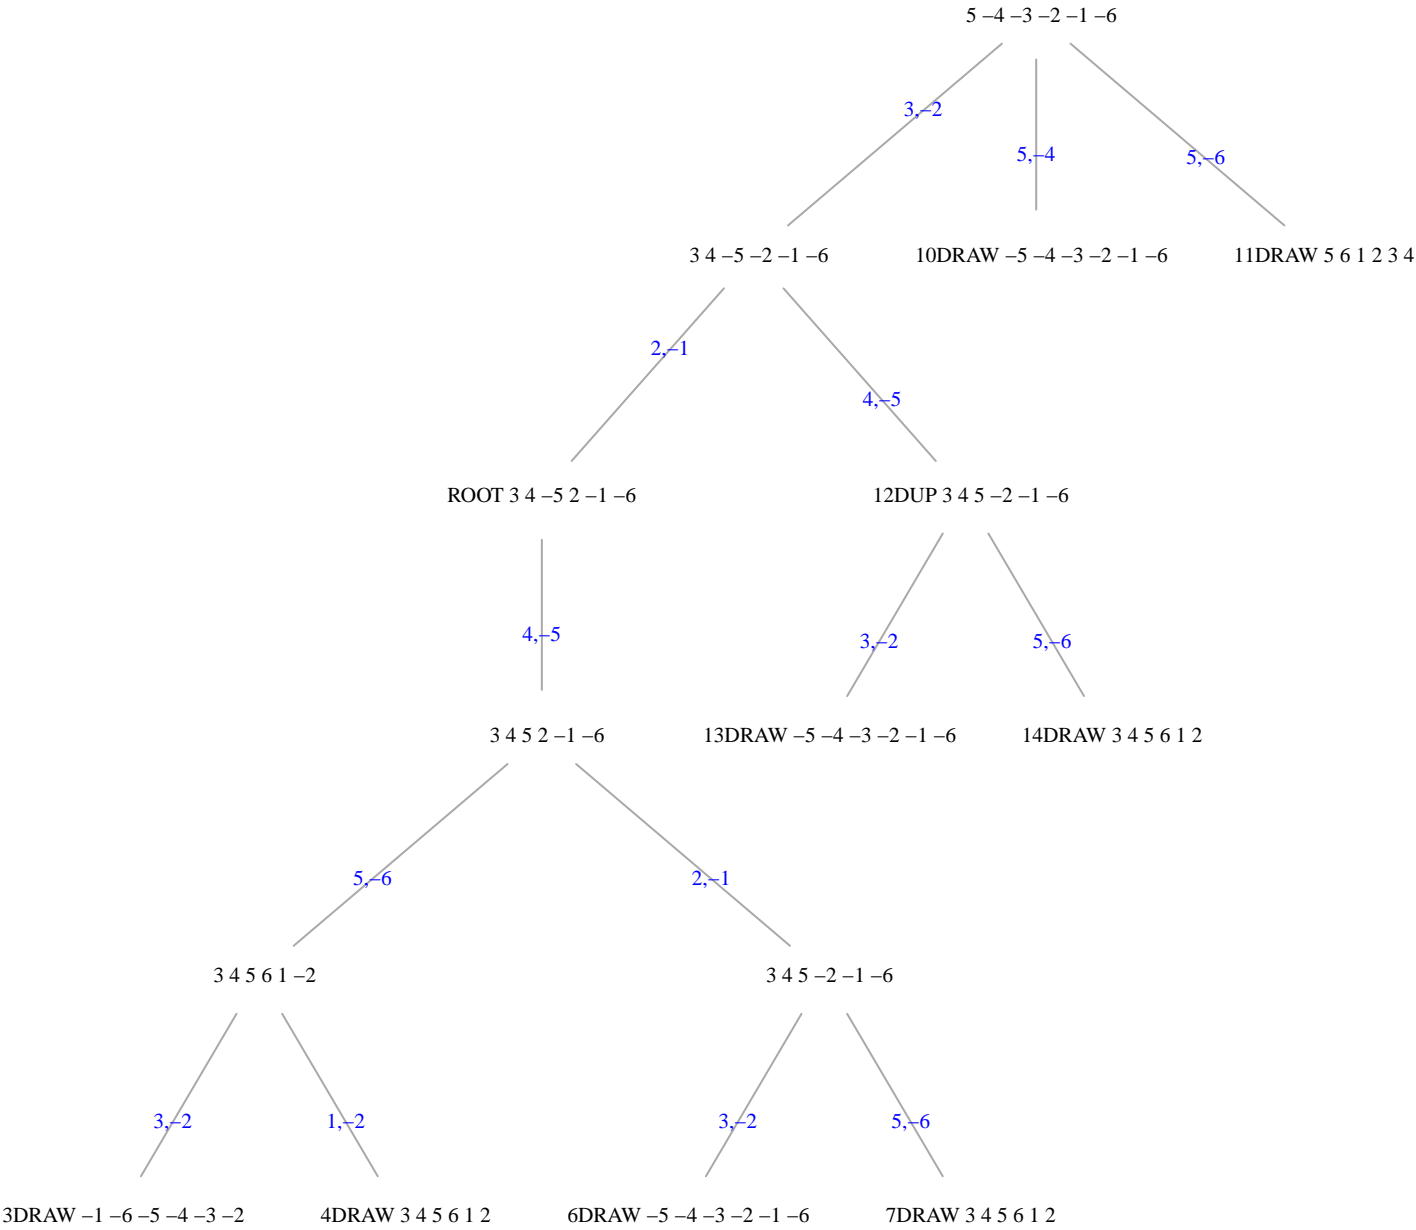 5 –4 –3 –2 –1 –6
3,–2
5,–4
5,–6
3 4 –5 –2 –1 –6
10DRAW –5 –4 –3 –2 –1 –6
11DRAW 5 6 1 2 3 4
2,–1
4,–5
ROOT 3 4 –5 2 –1 –6
12DUP 3 4 5 –2 –1 –6
4,–5
3,–2
5,–6
3 4 5 2 –1 –6
13DRAW –5 –4 –3 –2 –1 –6
14DRAW 3 4 5 6 1 2
5,–6
2,–1
3 4 5 6 1 –2
3 4 5 –2 –1 –6
3,–2
1,–2
3,–2
5,–6
3DRAW –1 –6 –5 –4 –3 –2
4DRAW 3 4 5 6 1 2
6DRAW –5 –4 –3 –2 –1 –6
7DRAW 3 4 5 6 1 2